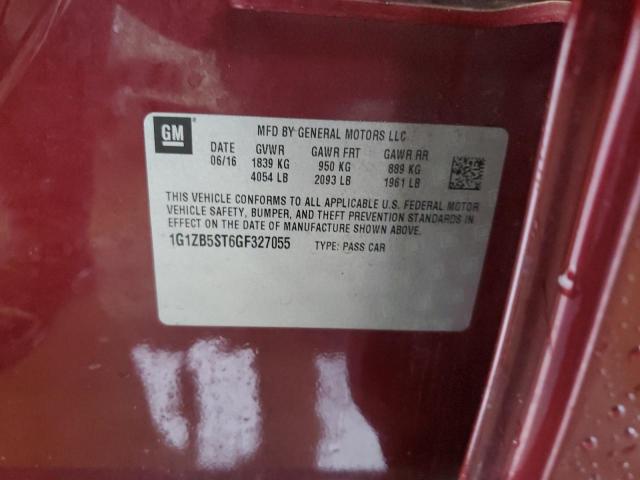 GM
MFD BY GENERAL MOTORS LLC
DATE GVWR GAWR FRT GAWR RR
06/16 1839 KG 950 KG 889 KG
4054 LB 2093 LB 1961 LB
THIS VEHICLE CONFORMS TO ALL APPLICABLE U.S. FEDERAL MOTOR
VEHICLE SAFETY, BUMPER, AND THEFT PREVENTION STANDARDS IN
EFFECT ON THE DATE OF MANUFACTURE SHOWN ABOVE.
1G1ZB5ST6GF327055 TYPE: PASS CAR